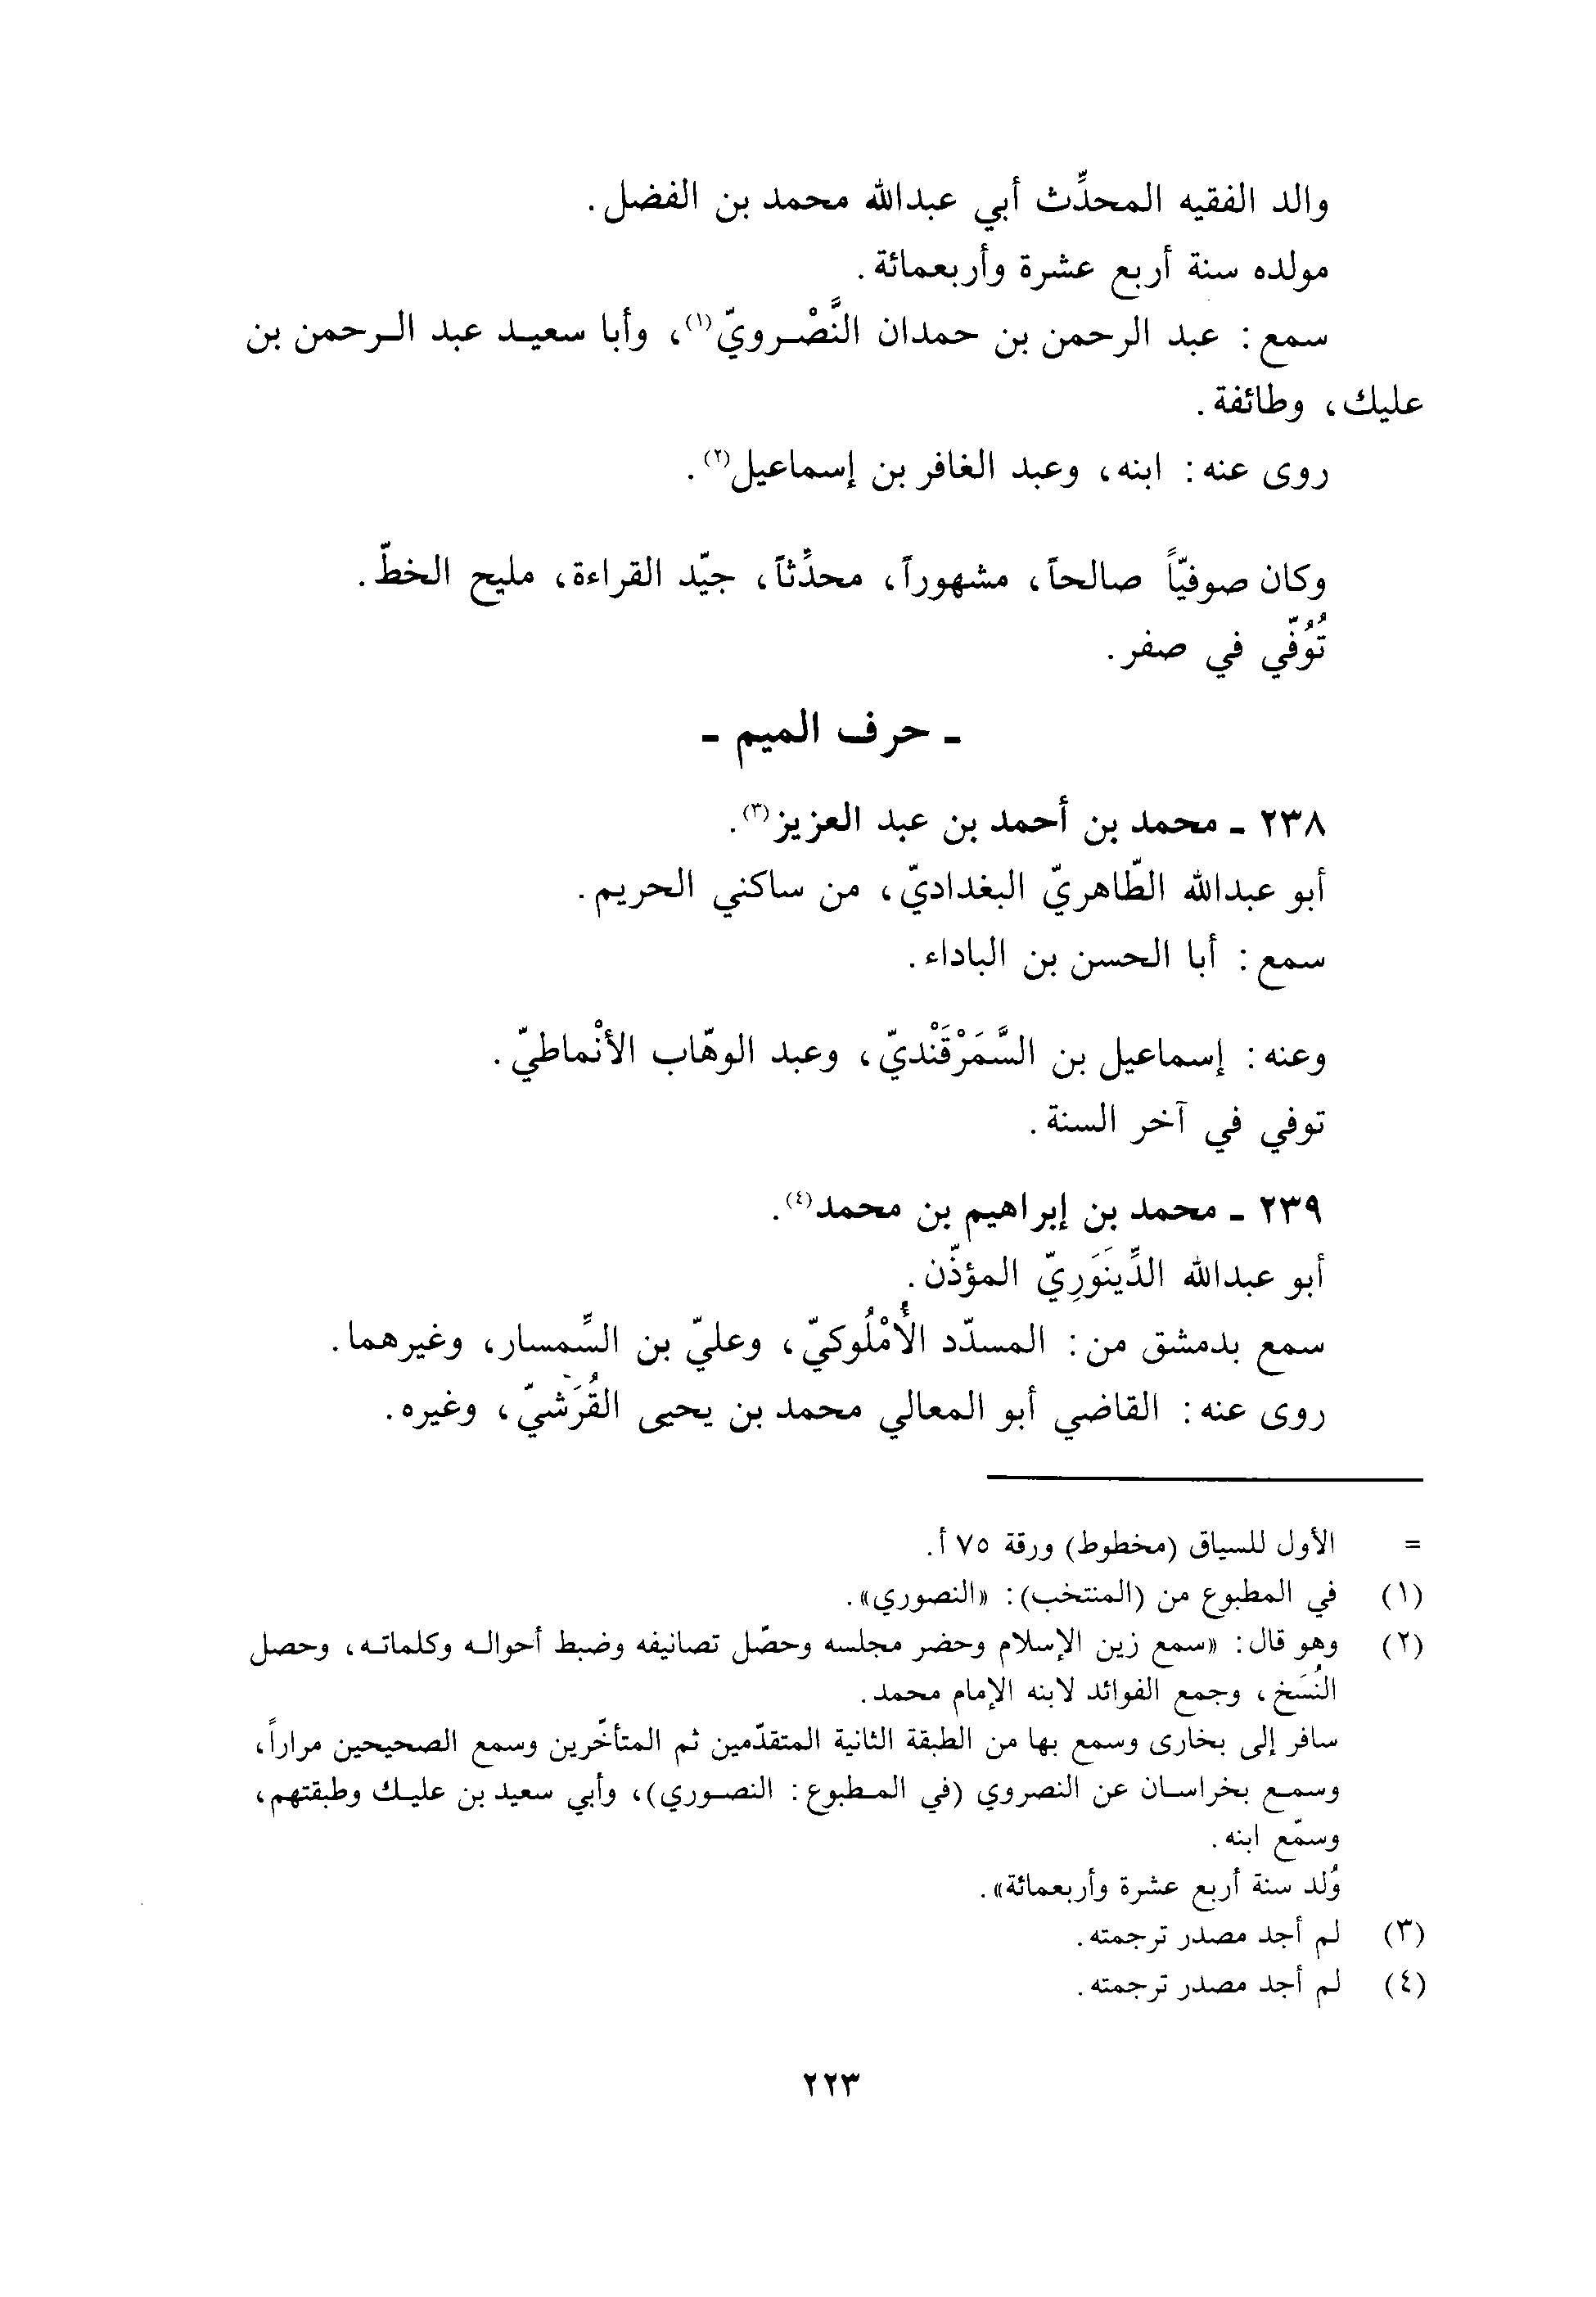 والد الفقيه المحدِّث أبي عبدالله محمد بن الفضل.
مولده سنة أربع عشرة وأربعمائة.
سمع: عبد الرحمن بن حمدان النَّصْرويّ(١)، وأبا سعيد عبد الرحمن بن
عليك، وطائفة.
روى عنه: ابنه، وعبد الغافر بن إسماعيل(٢).
وكان صوفيّاً صالحاً، مشهوراً، محدِّثاً، جيّد القراءة، مليح الخطّ.
تُوُفّي في صفر.
ـ حرف الميم ـ
٢٣٨ ـ محمد بن أحمد بن عبد العزيز(٣).
أبو عبدالله الطّاهريّ البغداديّ، من ساكني الحريم.
سمع: أبا الحسن بن الباداء.
وعنه: إسماعيل بن السَّمَرْقَنْديّ، وعبد الوهّاب الأنْماطيّ.
توفي في آخر السنة.
٢٣٩ ـ محمد بن إبراهيم بن محمد(٤).
أبو عبدالله الدِّينَوَرِيّ المؤذّن.
سمع بدمشق من: المسدّد الأُمْلُوكيّ، وعليّ بن السِّمسار، وغيرهما.
روى عنه: القاضي أبو المعالي محمد بن يحيى القُرَشيّ، وغيره.
= الأول للسياق (مخطوط) ورقة ٧٥ أ.
(١) في المطبوع من (المنتخب): «النصوري».
(٢) وهو قال: «سمع زين الإسلام وحضر مجلسه وحصّل تصانيفه وضبط أحواله وكلماته، وحصل
النُسَخ، وجمع الفوائد لابنه الإمام محمد.
سافر إلى بخارى وسمع بها من الطبقة الثانية المتقدّمين ثم المتأخّرين وسمع الصحيحين مراراً،
وسمع بخراسان عن النصروي (في المطبوع: النصوري)، وأبي سعيد بن عليك وطبقتهم،
وسمّع ابنه.
وُلد سنة أربع عشرة وأربعمائة».
(٣) لم أجد مصدر ترجمته.
(٤) لم أجد مصدر ترجمته.
٢٢٣